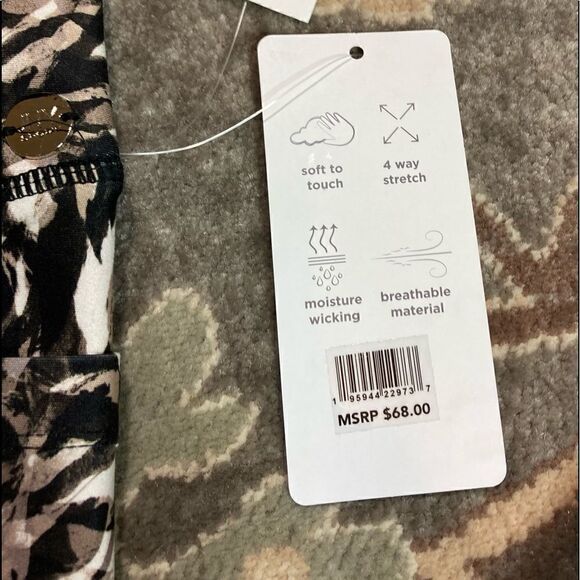 soft to
touch
4 way
stretch
moisture
wicking
breathable
material
1 95944 22973 7
MSRP $68.00